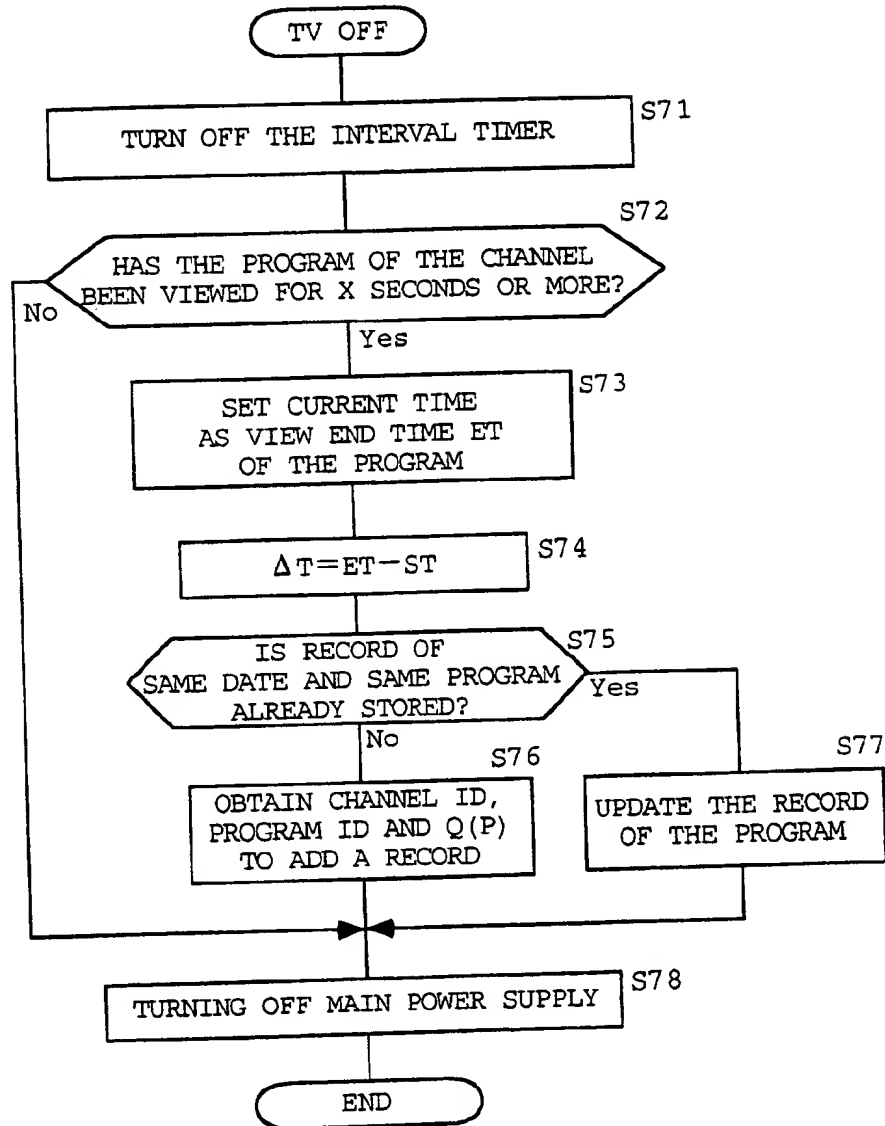 TV OFF
S71
TURN OFF THE INTERVAL TIMER
S72
HAS THE PROGRAM OF THE CHANNEL
BEEN VIEWED FOR X SECONDS OR MORE?
No
Yes
S73
SET CURRENT TIME
AS VIEW END TIME ET
OF THE PROGRAM
S74
ΔT=ET-ST
S75
IS RECORD OF
SAME DATE AND SAME PROGRAM
ALREADY STORED?
Yes
No
S76
OBTAIN CHANNEL ID,
PROGRAM ID AND Q(P)
TO ADD A RECORD
S77
UPDATE THE RECORD
OF THE PROGRAM
S78
TURNING OFF MAIN POWER SUPPLY
END